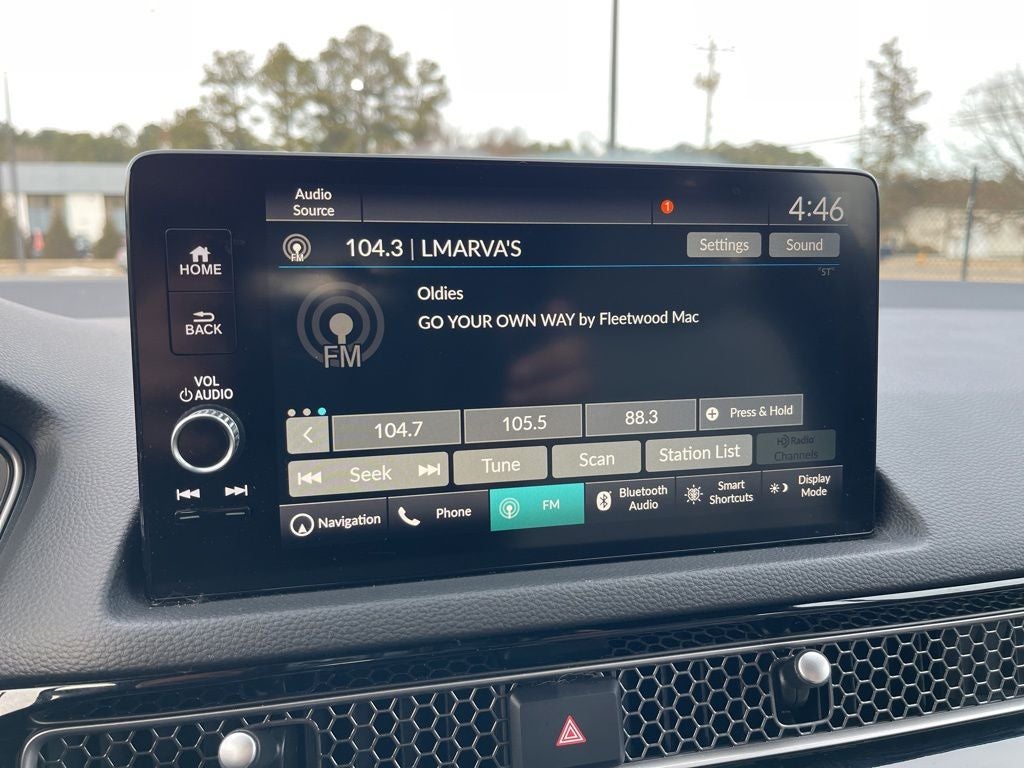 Audio
Source
1
4:46
HOME
FM
104.3 | LMARVA'S
Settings
Sound
"ST"
BACK
Oldies
GO YOUR OWN WAY by Fleetwood Mac
FM
VOL
AUDIO
104.7
105.5
88.3
Press & Hold
Seek
Tune
Scan
Station List
HD Radio
Channels
Navigation
Phone
FM
Bluetooth
Audio
Smart
Shortcuts
Display
Mode